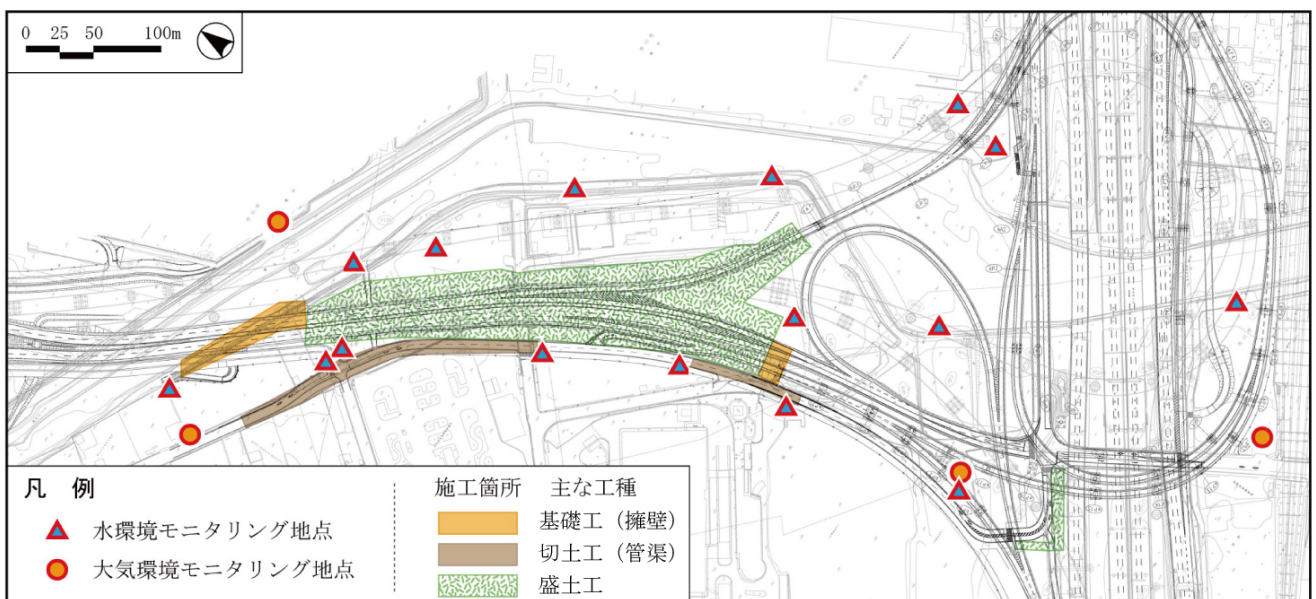 0 25 50 100m
凡 例
水環境モニタリング地点
大気環境モニタリング地点
施工箇所 主な工種
基礎工（擁壁）
切土工（管渠）
盛土工